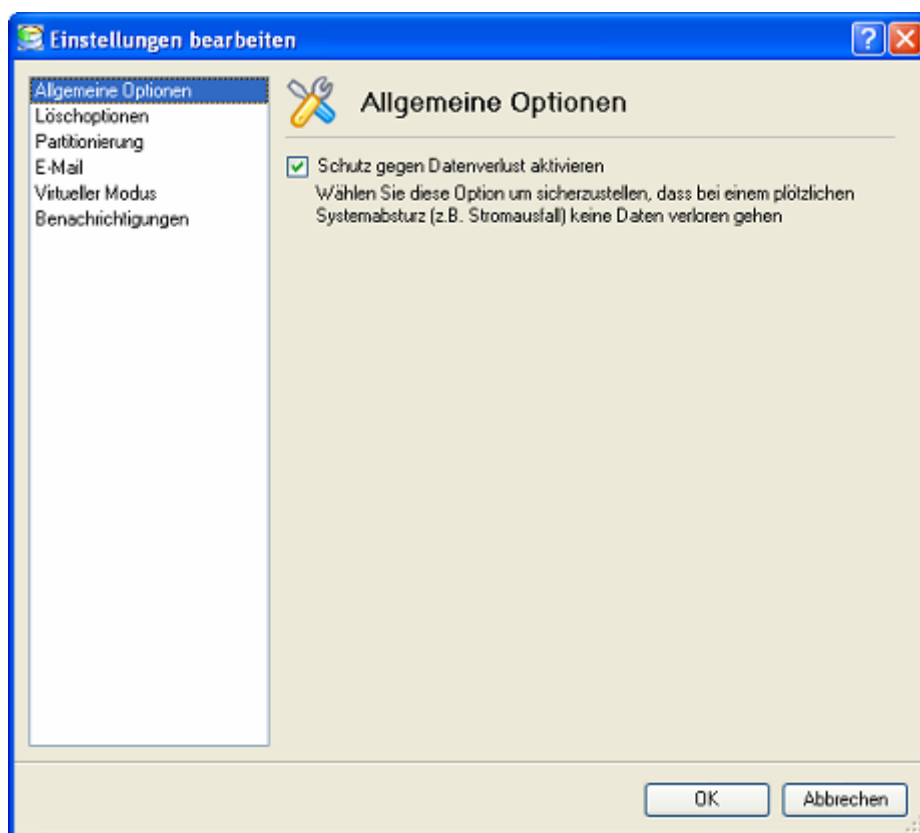 Einstellungen bearbeiten
Allgemeine Optionen
Löschoptionen
Partitionierung
E-Mail
Virtueller Modus
Benachrichtigungen
Allgemeine Optionen
Schutz gegen Datenverlust aktivieren
Wählen Sie diese Option um sicherzustellen, dass bei einem plötzlichen
Systemabsturz (z.B. Stromausfall) keine Daten verloren gehen
OK
Abbrechen